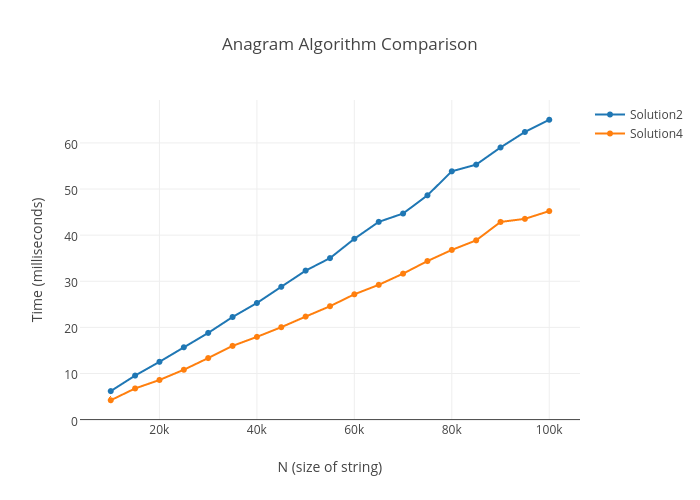 Anagram Algorithm Comparison
Solution2
Solution4
Time (milliseconds)
60
50
40
30
20
10
0
20k 40k 60k 80k 100k
N (size of string)